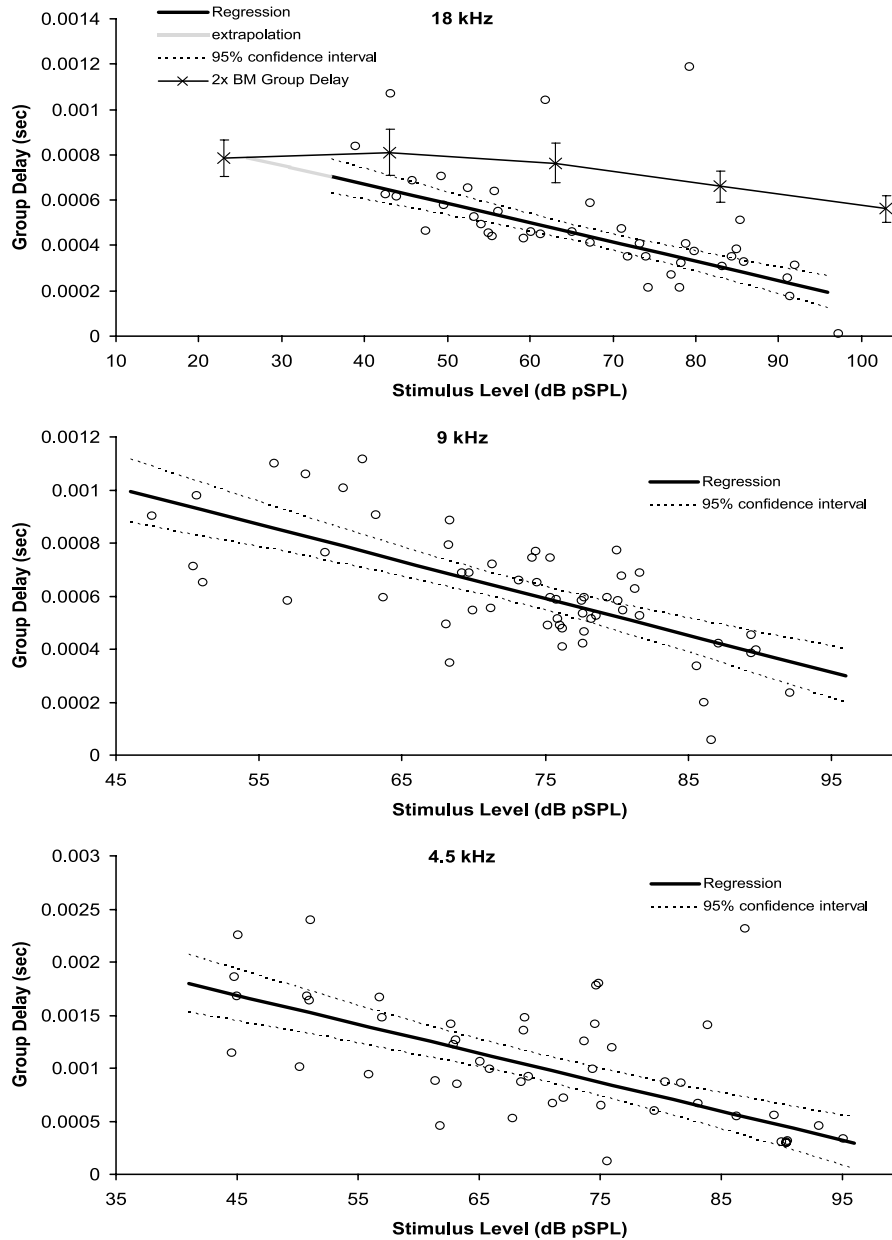 18 kHz
Regression
extrapolation
95% confidence interval
2x BM Group Delay
Group Delay (sec)
0.0014
0.0012
0.001
0.0008
0.0006
0.0004
0.0002
0
10 20 30 40 50 60 70 80 90 100
Stimulus Level (dB pSPL)
9 kHz
Regression
95% confidence interval
Group Delay (sec)
0.0012
0.001
0.0008
0.0006
0.0004
0.0002
0
45 55 65 75 85 95
Stimulus Level (dB pSPL)
4.5 kHz
Regression
95% confidence interval
Group Delay (sec)
0.003
0.0025
0.002
0.0015
0.001
0.0005
0
35 45 55 65 75 85 95
Stimulus Level (dB pSPL)